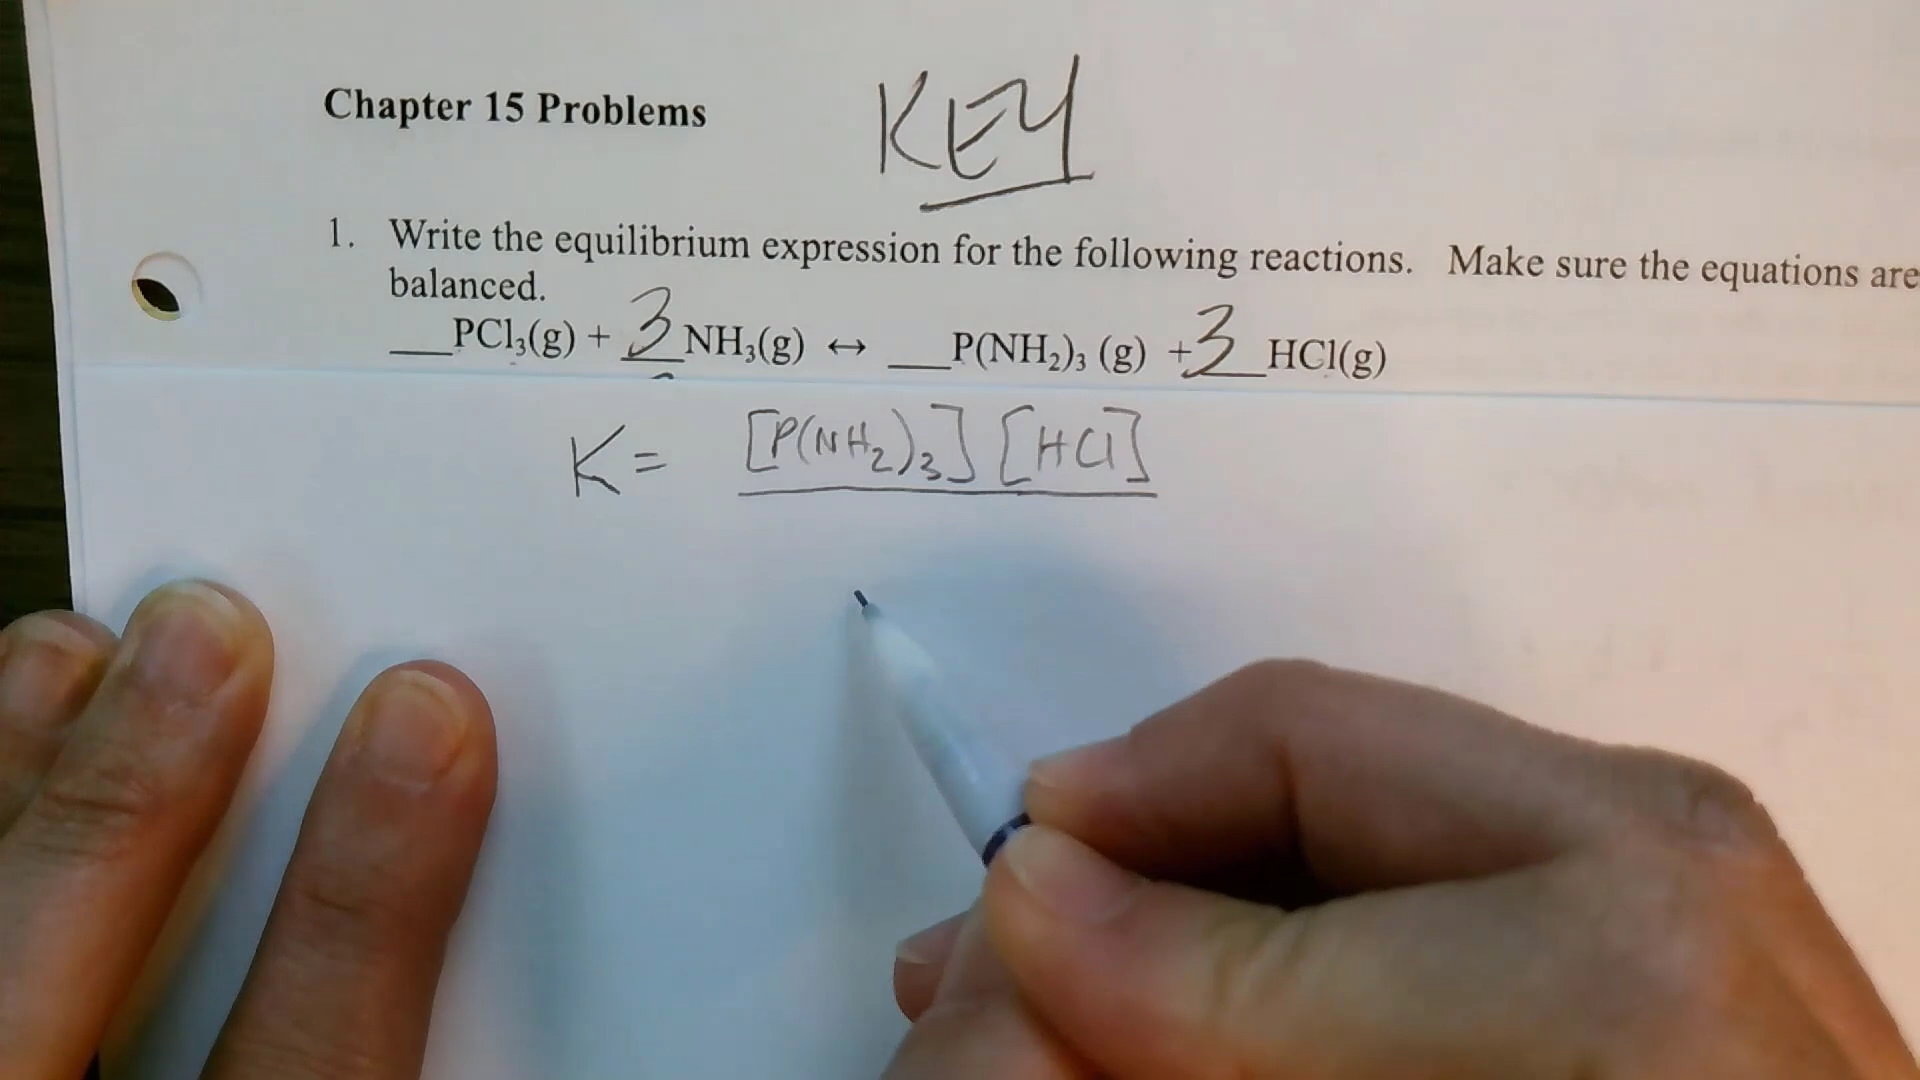 Chapter 15 Problems KEY
1. Write the equilibrium expression for the following reactions. Make sure the equations are
balanced.
__PCl₃(g) + 3 NH₃(g) ↔ __P(NH₂)₃ (g) + 3 HCl(g)
K = [P(NH₂)₃] [HCl]